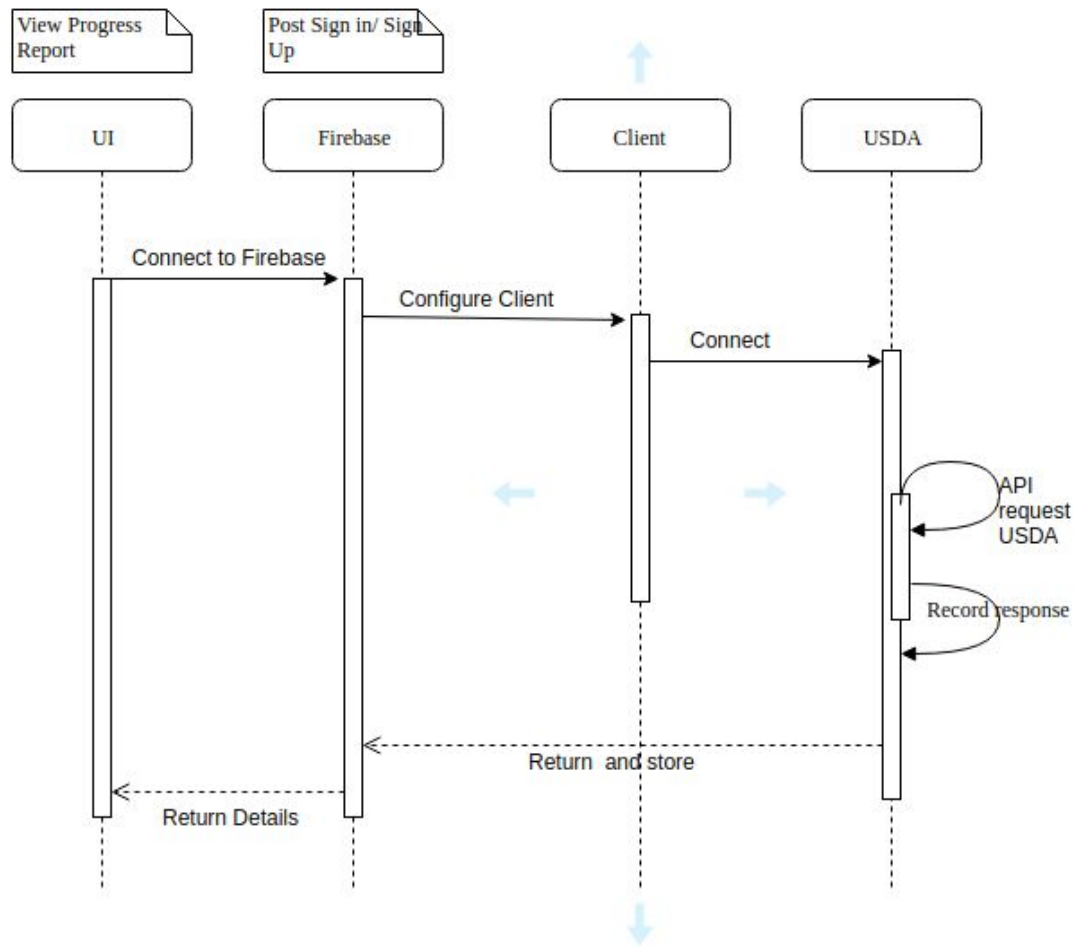 View Progress
Report
Post Sign in/ Sign
Up
UI
Firebase
Client
USDA
Connect to Firebase
Configure Client
Connect
API
request
USDA
Record response
Return  and store
Return Details